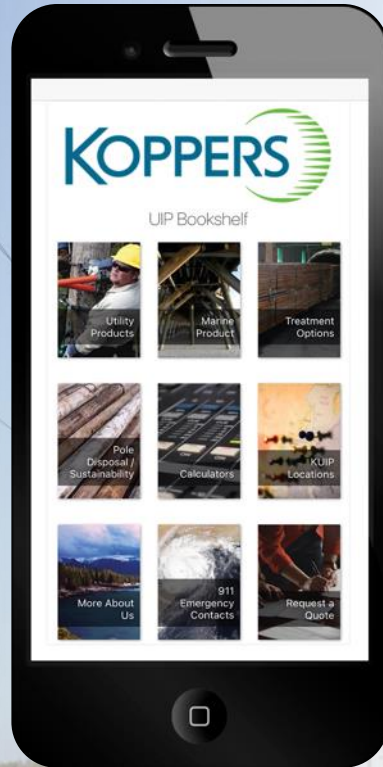 KOPPERS
UIP Bookshelf
Utility
Products
Marine
Product
Treatment
Options
Pole
Disposal /
Sustainability
Calculators
KUIP
Locations
More About
Us
911
Emergency
Contacts
Request a
Quote